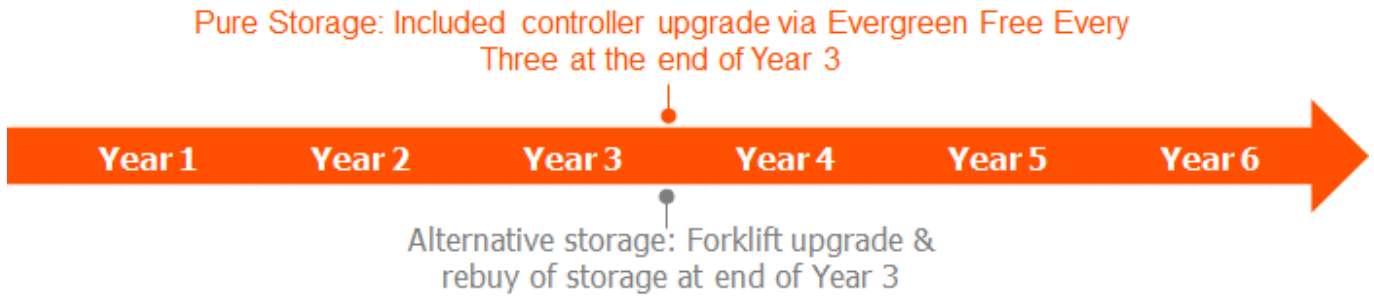 Pure Storage: Included controller upgrade via Evergreen Free Every
Three at the end of Year 3
Year 1 Year 2 Year 3 Year 4 Year 5 Year 6
Alternative storage: Forklift upgrade &
rebuy of storage at end of Year 3